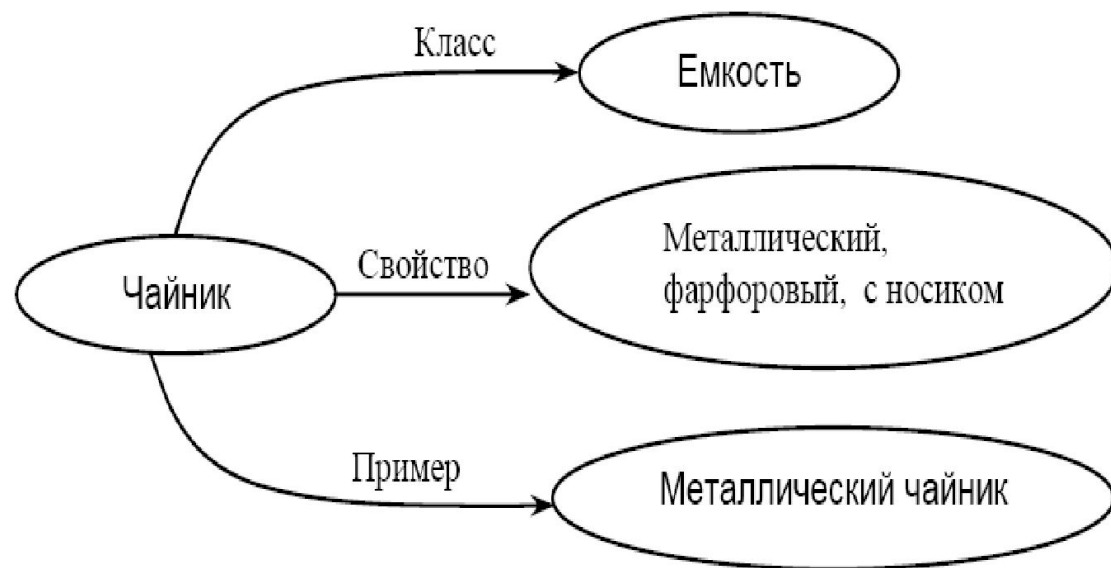 Класс
Емкость
Чайник
Свойство
Металлический,
фарфоровый, с носиком
Пример
Металлический чайник